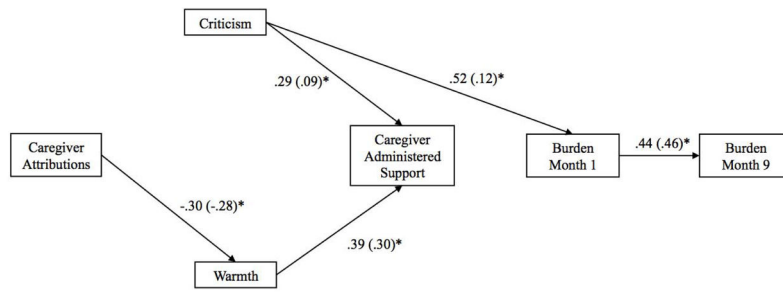 Criticism
.29 (.09)*
.52 (.12)*
Caregiver
Attributions
Caregiver
Administered
Support
Burden
Month 1
.44 (.46)*
Burden
Month 9
-.30 (-.28)*
.39 (.30)*
Warmth